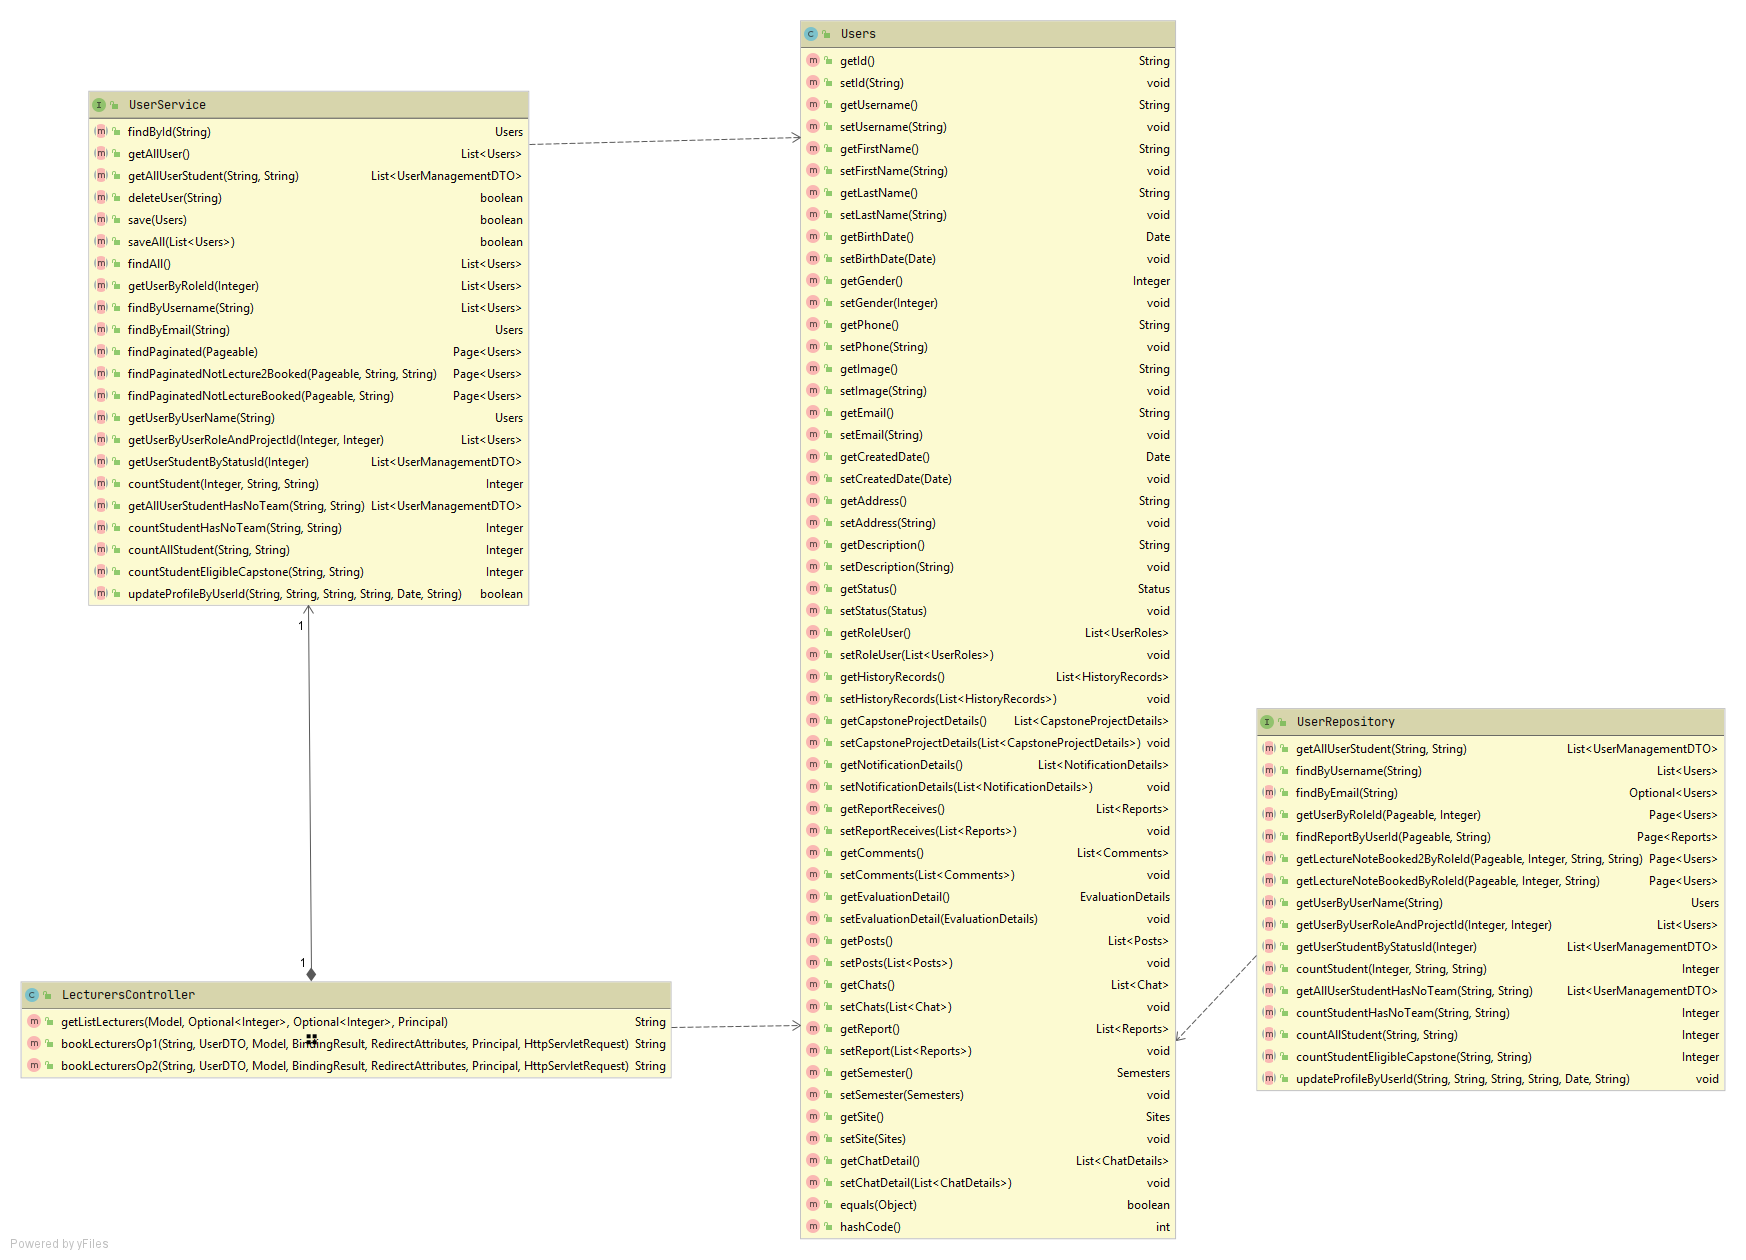 Users
getId() String
setId(String) void
getUsername() String
setUsername(String) void
getFirstName() String
setFirstName(String) void
getLastName() String
setLastName(String) void
getBirthDate() Date
setBirthDate(Date) void
getGender() Integer
setGender(Integer) void
getPhone() String
setPhone(String) void
getImage() String
setImage(String) void
getEmail() String
setEmail(String) void
getCreatedDate() Date
setCreatedDate(Date) void
getAddress() String
setAddress(String) void
getDescription() String
setDescription(String) void
getStatus() Status
setStatus(Status) void
getRoleUser() List<UserRoles>
setRoleUser(List<UserRoles>) void
getHistoryRecords() List<HistoryRecords>
setHistoryRecords(List<HistoryRecords>) void
getCapstoneProjectDetails() List<CapstoneProjectDetails>
setCapstoneProjectDetails(List<CapstoneProjectDetails>) void
getNotificationDetails() List<NotificationDetails>
setNotificationDetails(List<NotificationDetails>) void
getReportReceives() List<Reports>
setReportReceives(List<Reports>) void
getComments() List<Comments>
setComments(List<Comments>) void
getEvaluationDetail() EvaluationDetails
setEvaluationDetail(EvaluationDetails) void
getPosts() List<Posts>
setPosts(List<Posts>) void
getChats() List<Chat>
setChats(List<Chat>) void
getReport() List<Reports>
setReport(List<Reports>) void
getSemester() Semesters
setSemester(Semesters) void
getSite() Sites
setSite(Sites) void
getChatDetail() List<ChatDetails>
setChatDetail(List<ChatDetails>) void
equals(Object) boolean
hashCode() int
UserService
findById(String) Users
getAllUser() List<Users>
getAllUserStudent(String, String) List<UserManagementDTO>
deleteUser(String) boolean
save(Users) boolean
saveAll(List<Users>) boolean
findAll() List<Users>
getUserByRoleId(Integer) List<Users>
findByUsername(String) List<Users>
findByEmail(String) Users
findPaginated(Pageable) Page<Users>
findPaginatedNotLecture2Booked(Pageable, String, String) Page<Users>
findPaginatedNotLectureBooked(Pageable, String) Page<Users>
getUserByUserName(String) Users
getUserByUserRoleAndProjectId(Integer, Integer) List<Users>
getUserStudentByStatusId(Integer) List<UserManagementDTO>
countStudent(Integer, String, String) Integer
getAllUserStudentHasNoTeam(String, String) List<UserManagementDTO>
countStudentHasNoTeam(String, String) Integer
countAllStudent(String, String) Integer
countStudentEligibleCapstone(String, String) Integer
updateProfileByUserId(String, String, String, String, Date, String) boolean
1
1
LecturersController
getListLecturers(Model, Optional<Integer>, Optional<Integer>, Principal) String
bookLecturersOp1(String, UserDTO, Model, BindingResult, RedirectAttributes, Principal, HttpServletRequest) String
bookLecturersOp2(String, UserDTO, Model, BindingResult, RedirectAttributes, Principal, HttpServletRequest) String
UserRepository
getAllUserStudent(String, String) List<UserManagementDTO>
findByUsername(String) List<Users>
findByEmail(String) Optional<Users>
getUserByRoleId(Pageable, Integer) Page<Users>
findReportByUserId(Pageable, String) Page<Reports>
getLectureNoteBooked2ByRoleId(Pageable, Integer, String, String) Page<Users>
getLectureNoteBookedByRoleId(Pageable, Integer, String) Page<Users>
getUserByUserName(String) Users
getUserByUserRoleAndProjectId(Integer, Integer) List<Users>
getUserStudentByStatusId(Integer) List<UserManagementDTO>
countStudent(Integer, String, String) Integer
getAllUserStudentHasNoTeam(String, String) List<UserManagementDTO>
countStudentHasNoTeam(String, String) Integer
countAllStudent(String, String) Integer
countStudentEligibleCapstone(String, String) Integer
updateProfileByUserId(String, String, String, String, Date, String) void
Powered by yFiles